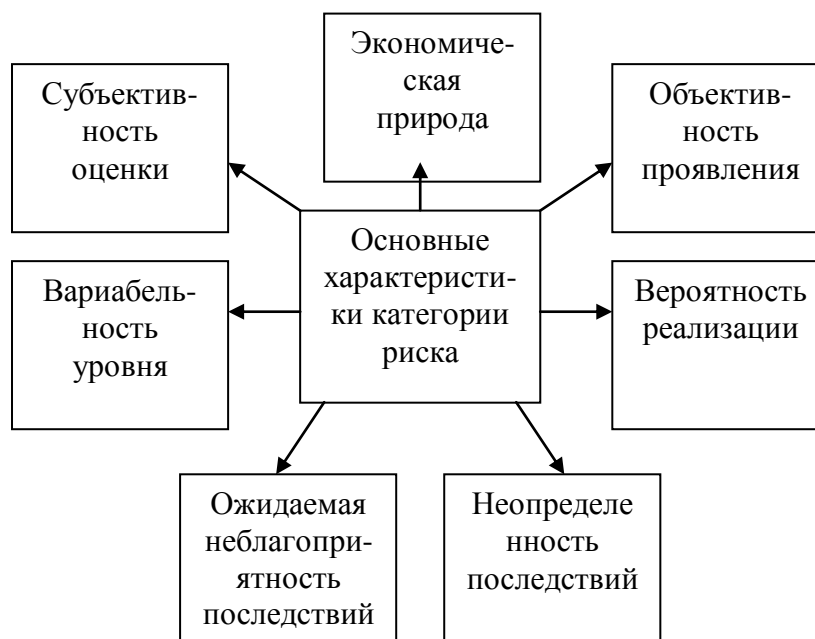 Экономиче-
ская
природа
Субъектив-
ность
оценки
Объектив-
ность
проявления
Основные
характеристи-
ки категории
риска
Вариабель-
ность
уровня
Вероятность
реализации
Ожидаемая
неблагоприя-
ятность
последствий
Неопределе
нность
последствий